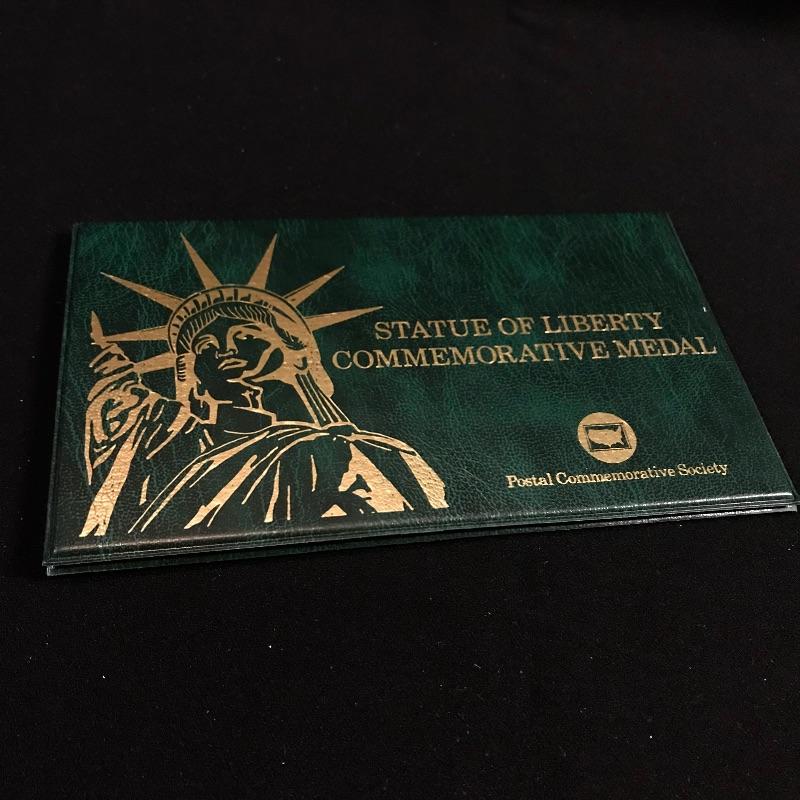 STATUE OF LIBERTY
COMMEMORATIVE MEDAL
Postal Commemorative Society